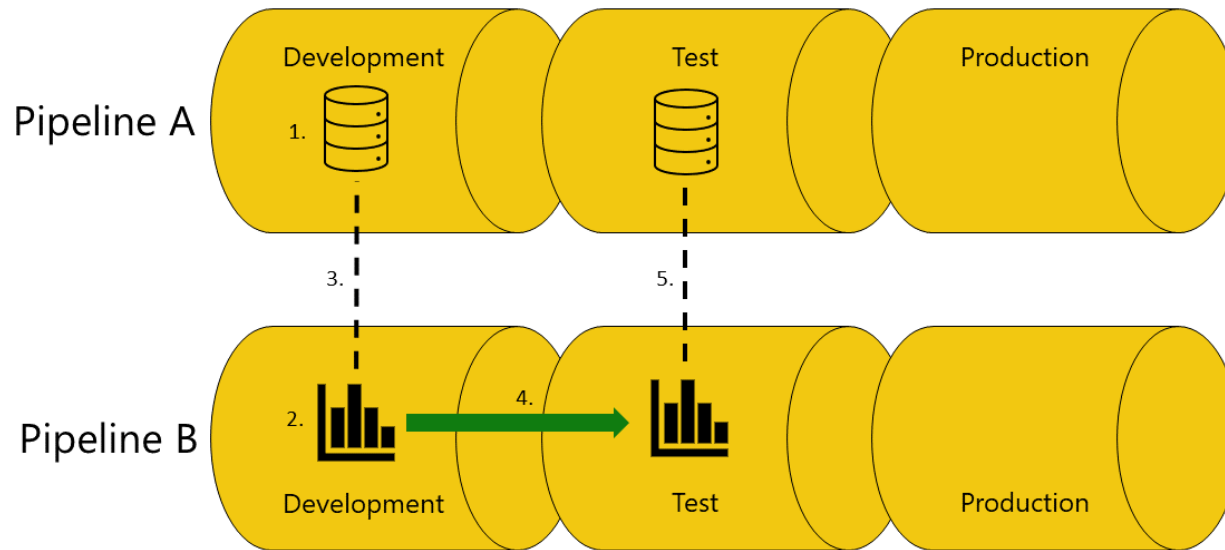 Development
Test
Production
Pipeline A
1.
3.
5.
4.
2.
Pipeline B
Development
Test
Production